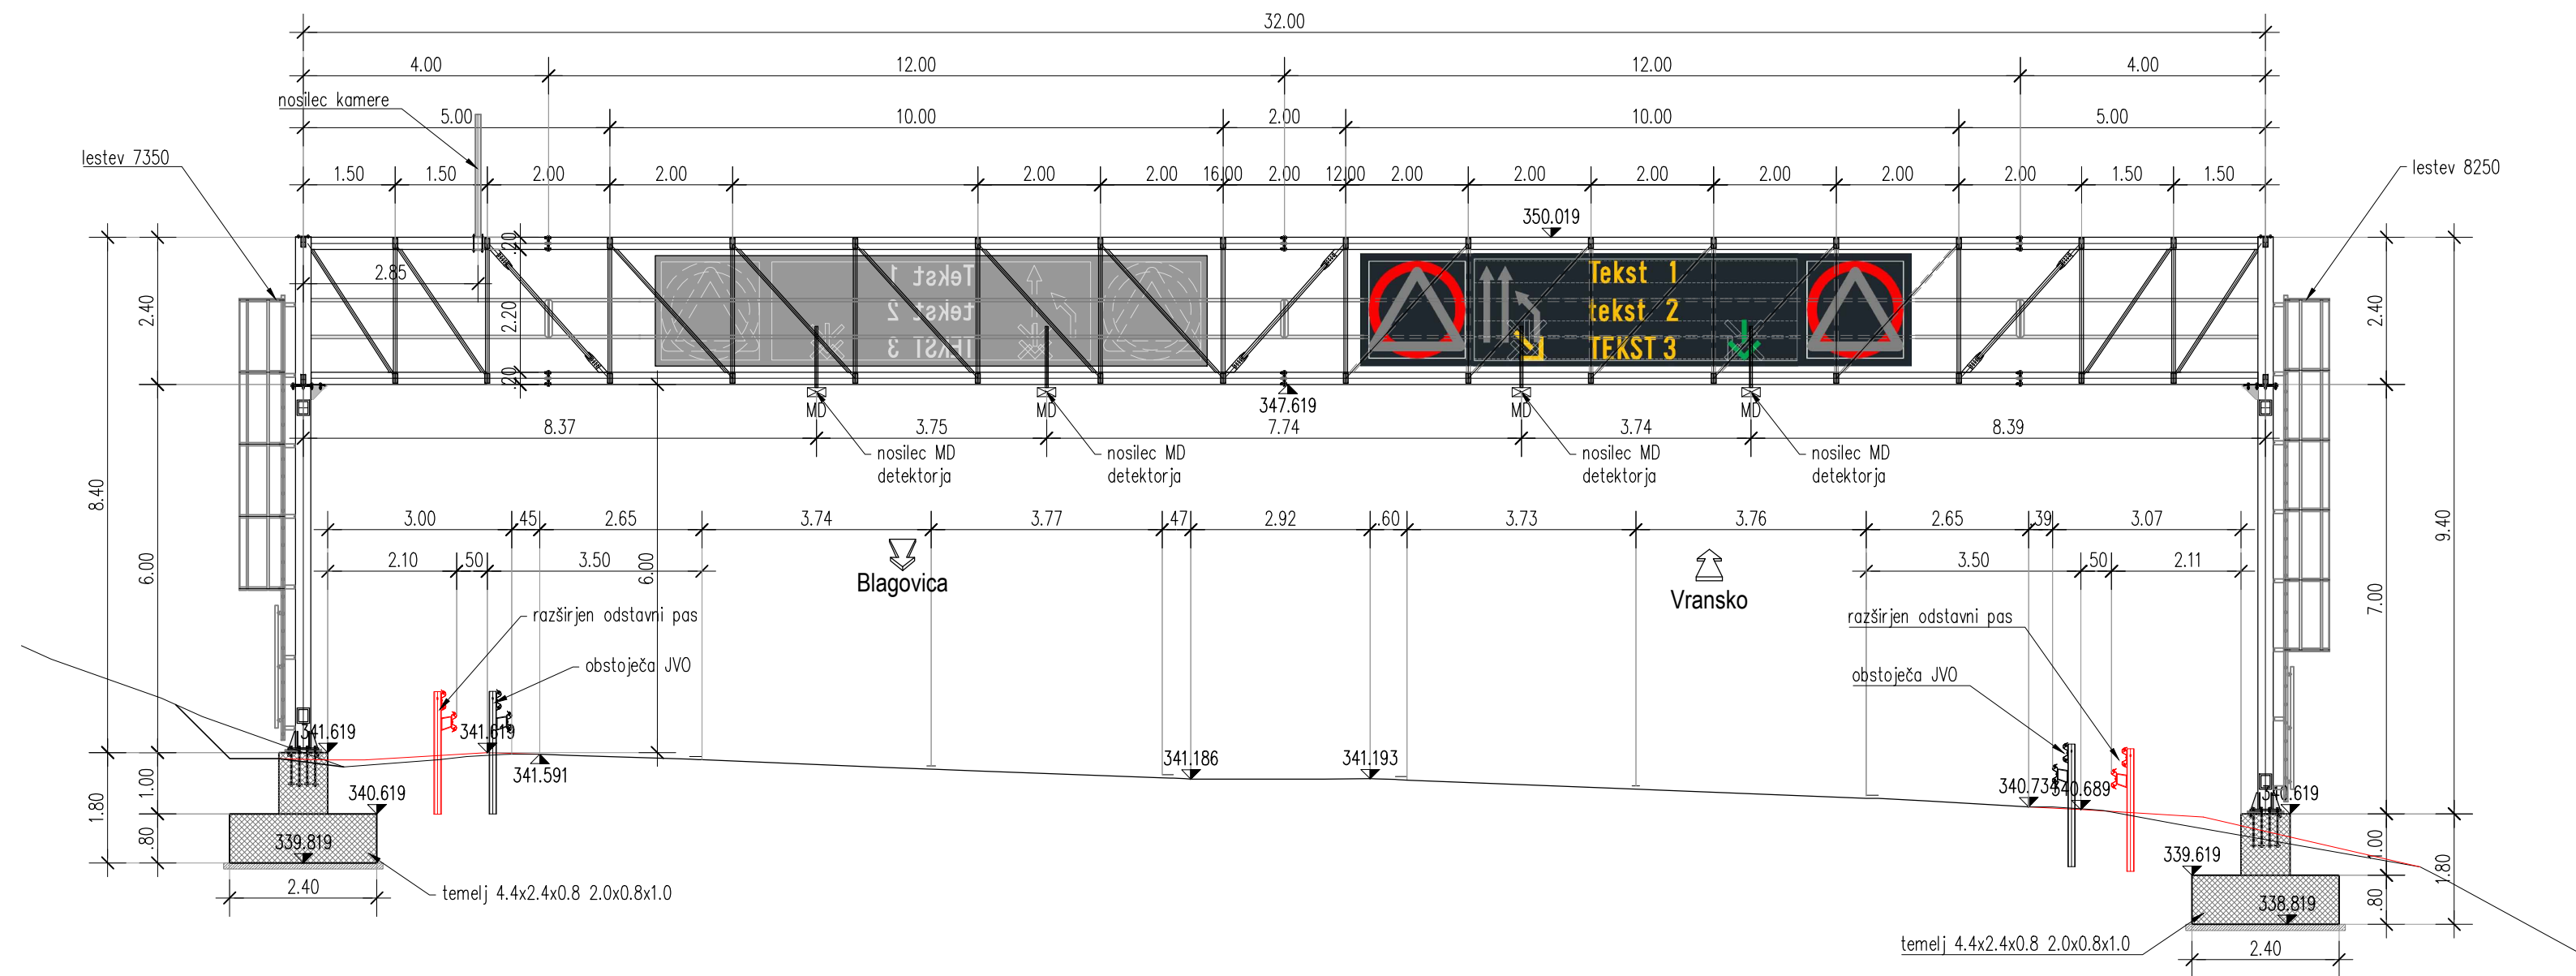 32.00
4.00 12.00 12.00 4.00
nosilec kamere
5.00 10.00 2.00 10.00 5.00
lestev 7350
1.50 1.50 2.00 2.00 2.00 2.00 16.00 2.00 12.00 2.00 2.00 2.00 2.00 2.00 2.00 1.50 1.50
lestev 8250
350.019
.20
2.85
2.40
2.20
.20
2.40
Tekst 1
tekst 2
TEKST 3
Tekst 1
tekst 2
TEKST 3
MD MD 347.619 MD MD
8.37 3.75 7.74 3.74 8.39
nosilec MD
detektorja
nosilec MD
detektorja
nosilec MD
detektorja
nosilec MD
detektorja
8.40
6.00
3.00 .45 2.65 3.74 3.77 .47 2.92 .60 3.73 3.76 2.65 .39 3.07
9.40
7.00
2.10 .50 3.50 6.00 3.50 .50 2.11
Blagovica
Vransko
razširjen odstavni pas
obstoječa JVO
razširjen odstavni pas
obstoječa JVO
341.619 341.619
341.591
341.186 341.193
340.734 340.689 340.619
1.80
1.00
.80
340.619
339.819
2.40
temelj 4.4x2.4x0.8 2.0x0.8x1.0
339.619
338.819
1.00
.80
1.80
temelj 4.4x2.4x0.8 2.0x0.8x1.0
2.40